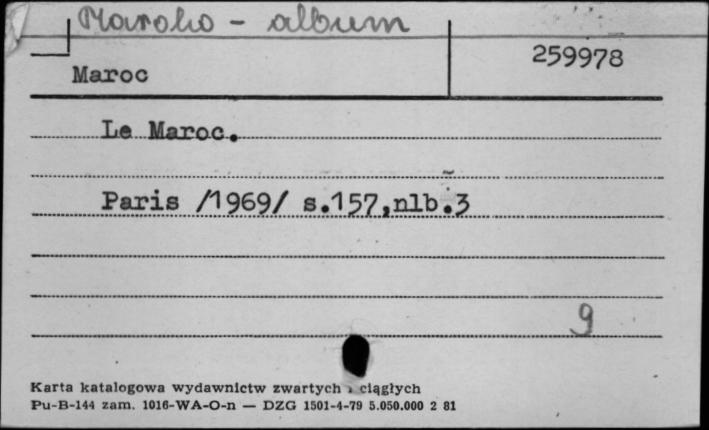 Maroko - album
Maroc
259978
Le Maroc.
Paris /1969/ s.157,nlb.3
9
Karta katalogowa wydawnictw zwartych i ciągłych
Pu-B-144 zam. 1016-WA-O-n — DZG 1501-4-79 5.050.000 2 81